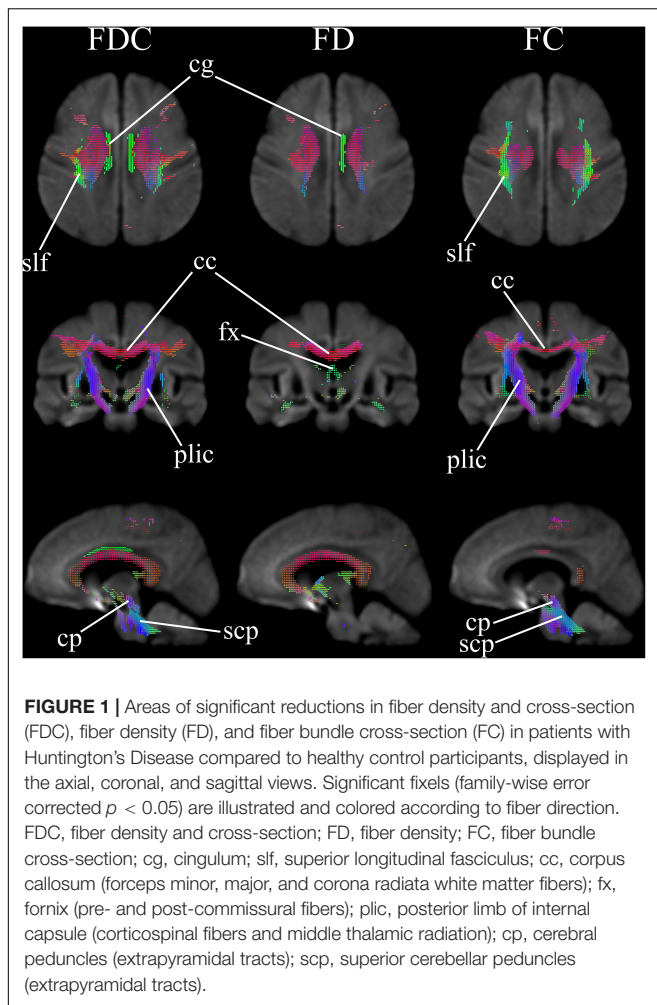 FDC FD FC
cg
slf
slf
cc
cc
fx
plic
plic
cp
scp
cp
scp
FIGURE 1 | Areas of significant reductions in fiber density and cross-section
(FDC), fiber density (FD), and fiber bundle cross-section (FC) in patients with
Huntington's Disease compared to healthy control participants, displayed in
the axial, coronal, and sagittal views. Significant fixels (family-wise error
corrected p < 0.05) are illustrated and colored according to fiber direction.
FDC, fiber density and cross-section; FD, fiber density; FC, fiber bundle
cross-section; cg, cingulum; slf, superior longitudinal fasciculus; cc, corpus
callosum (forceps minor, major, and corona radiata white matter fibers); fx,
fornix (pre- and post-commissural fibers); plic, posterior limb of internal
capsule (corticospinal fibers and middle thalamic radiation); cp, cerebral
peduncles (extrapyramidal tracts); scp, superior cerebellar peduncles
(extrapyramidal tracts).